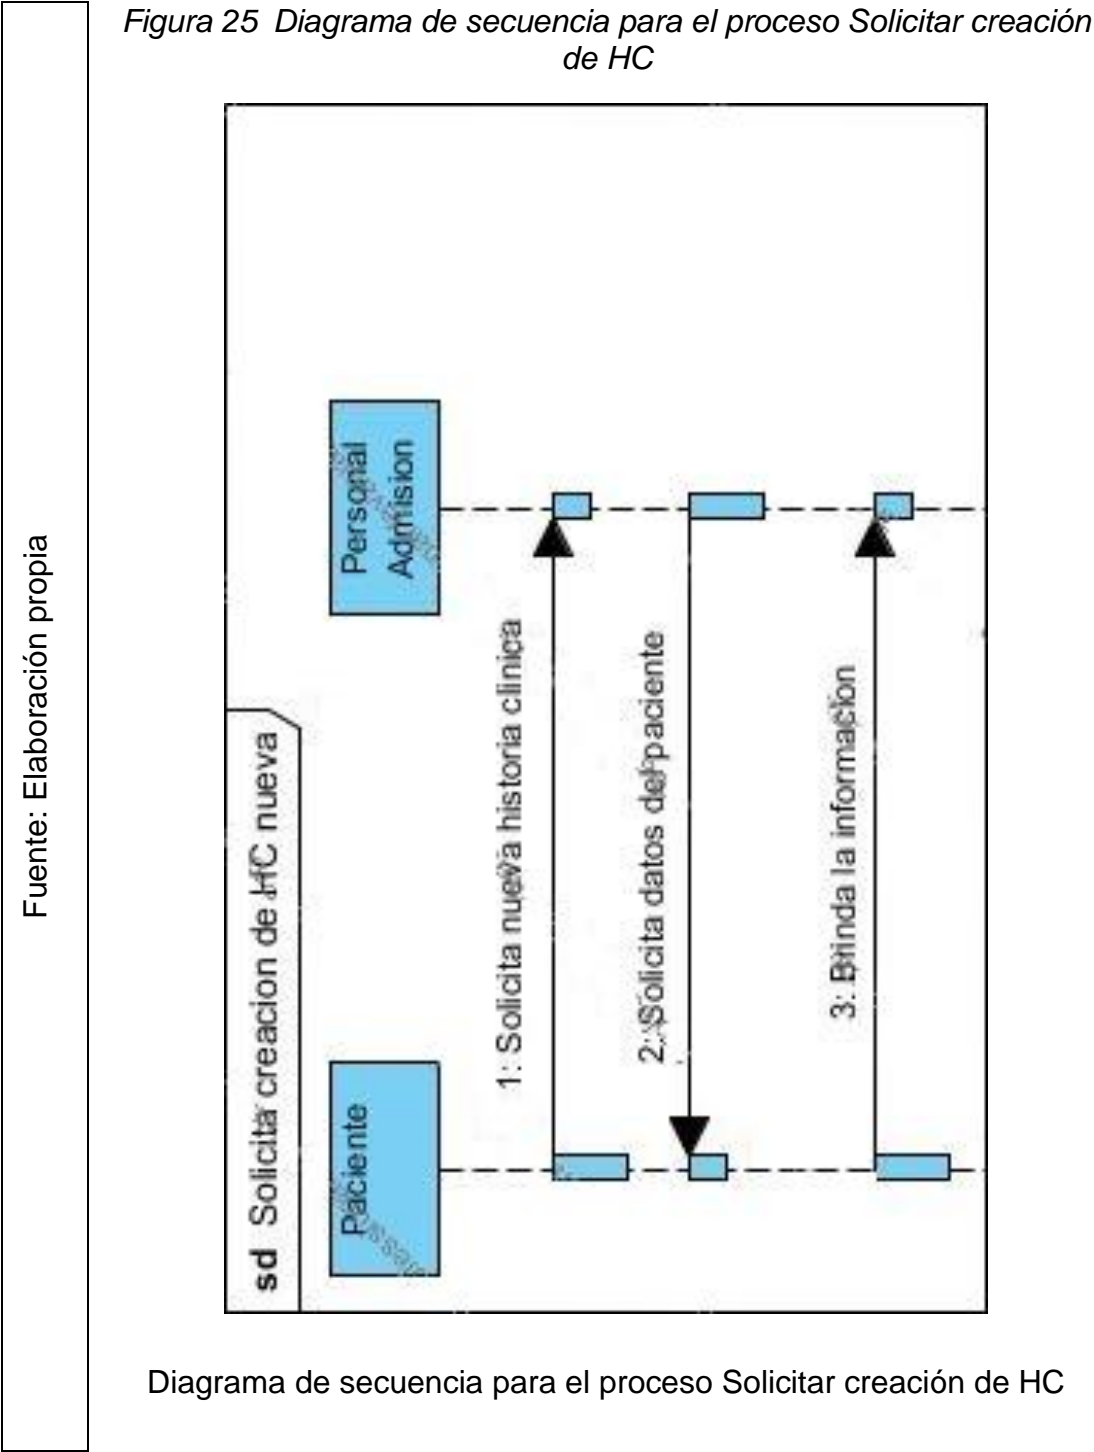 Figura 25 Diagrama de secuencia para el proceso Solicitar creación
de HC
sd Solicita creacion de HC nueva
Paciente
Personal
Admision
1: Solicita nueva historia clinica
2: Solicita datos del paciente
3: Brinda la informacion
Diagrama de secuencia para el proceso Solicitar creación de HC
Fuente: Elaboración propia